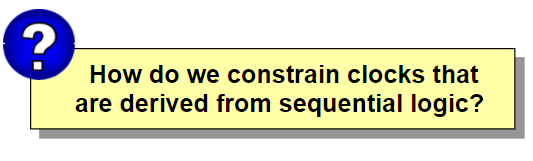 ?
How do we constrain clocks that
are derived from sequential logic?